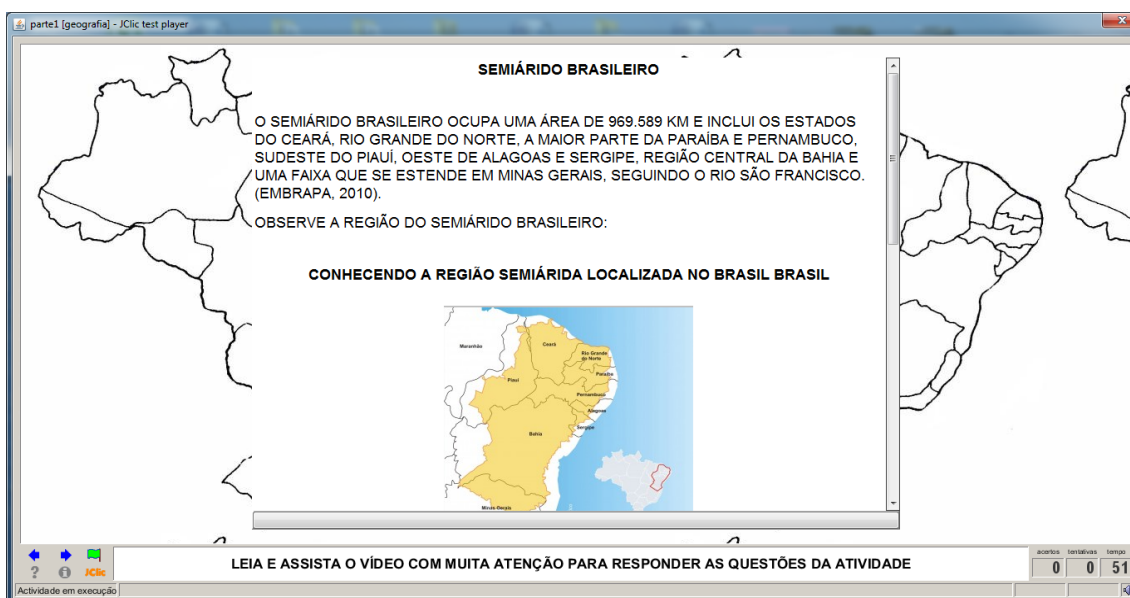 parte1 [geografia] - JClic test player
SEMIÁRIDO BRASILEIRO
O SEMIÁRIDO BRASILEIRO OCUPA UMA ÁREA DE 969.589 KM E INCLUI OS ESTADOS
DO CEARÁ, RIO GRANDE DO NORTE, A MAIOR PARTE DA PARAÍBA E PERNAMBUCO,
SUDESTE DO PIAUÍ, OESTE DE ALAGOAS E SERGIPE, REGIÃO CENTRAL DA BAHIA E
UMA FAIXA QUE SE ESTENDE EM MINAS GERAIS, SEGUINDO O RIO SÃO FRANCISCO.
(EMBRAPA, 2010).
OBSERVE A REGIÃO DO SEMIÁRIDO BRASILEIRO:
CONHECENDO A REGIÃO SEMIÁRIDA LOCALIZADA NO BRASIL BRASIL
Maranhão
Ceará
Rio Grande
do Norte
Paraíba
Piauí
Pernambuco
Alagoas
Sergipe
Bahia
Minas Gerais
LEIA E ASSISTA O VÍDEO COM MUITA ATENÇÃO PARA RESPONDER AS QUESTÕES DA ATIVIDADE
acertos tentativas tempo
0 0 51
JClic
Actividade em execução